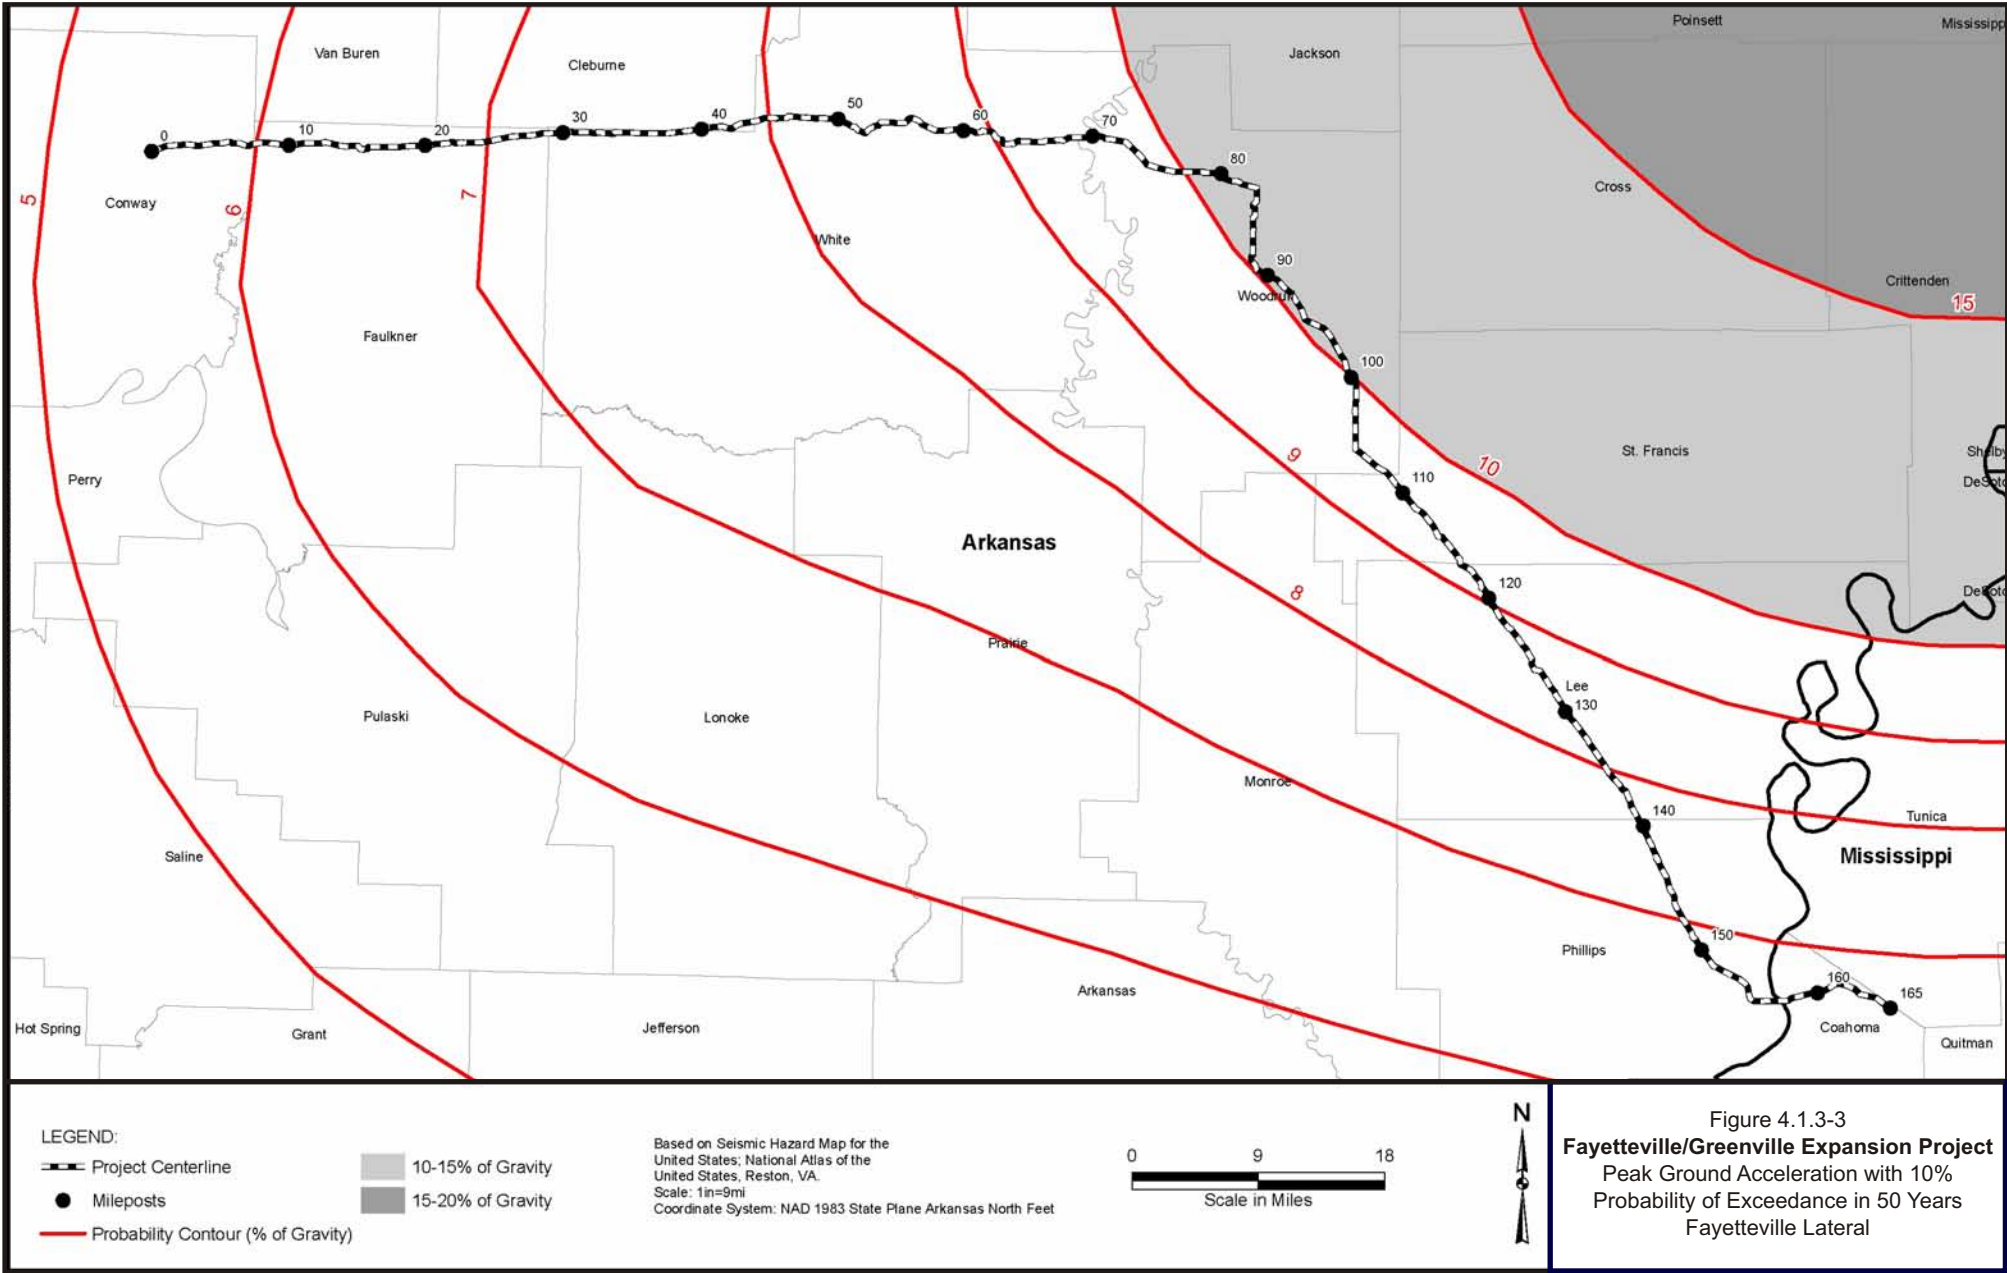 Poinsett
Mississipp
Van Buren
Cleburne
Jackson
0
10
20
30
40
50
60
70
80
5
6
7
Conway
White
Cross
90
Woodruff
Crittenden
15
Faulkner
100
Perry
9
10
St. Francis
Shelby
DeSoto
110
Arkansas
8
120
DeSoto
Prairie
Lee
130
Pulaski
Lonoke
Monroe
140
Tunica
Mississippi
Saline
150
Phillips
160
165
Arkansas
Hot Spring
Grant
Jefferson
Coahoma
Quitman
LEGEND:
Project Centerline
Mileposts
Probability Contour (% of Gravity)
10-15% of Gravity
15-20% of Gravity
Based on Seismic Hazard Map for the
United States; National Atlas of the
United States, Reston, VA.
Scale: 1in=9mi
Coordinate System: NAD 1983 State Plane Arkansas North Feet
0 9 18
Scale in Miles
N
Figure 4.1.3-3
Fayetteville/Greenville Expansion Project
Peak Ground Acceleration with 10%
Probability of Exceedance in 50 Years
Fayetteville Lateral